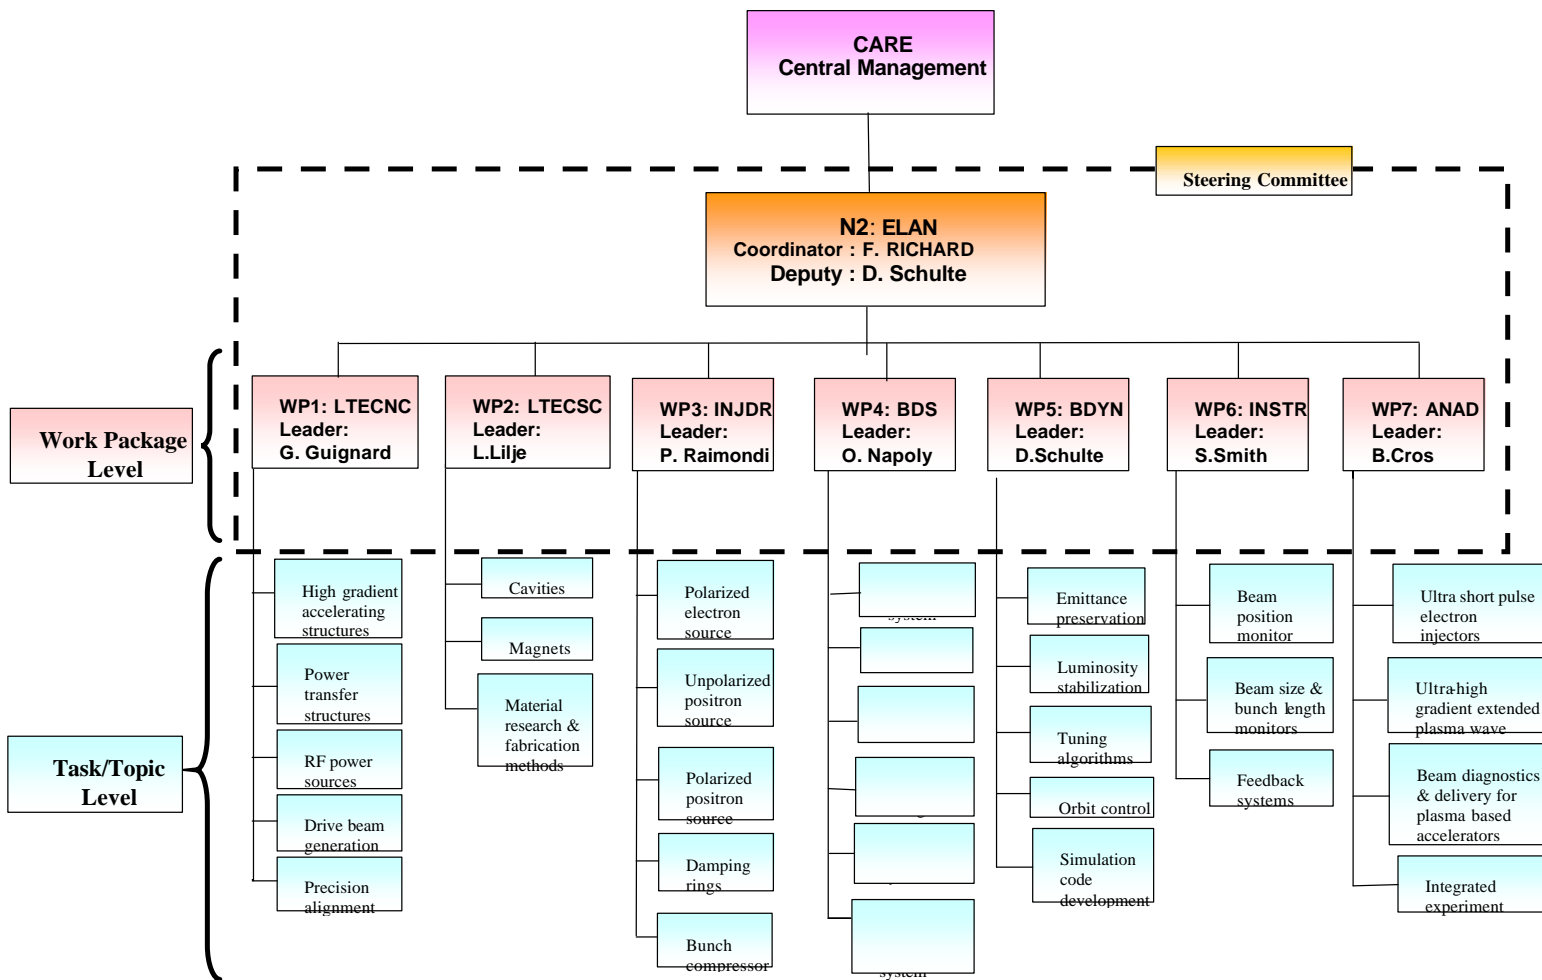 CARE
Central Management
Steering Committee
N2: ELAN
Coordinator : F. RICHARD
Deputy : D. Schulte
Work Package
Level
WP1: LTECNC
Leader:
G. Guignard
WP2: LTECSC
Leader:
L.Lilje
WP3: INJDR
Leader:
P. Raimondi
WP4: BDS
Leader:
O. Napoly
WP5: BDYN
Leader:
D.Schulte
WP6: INSTR
Leader:
S.Smith
WP7: ANAD
Leader:
B.Cros
Task/Topic
Level
High gradient
accelerating
structures
Power
transfer
structures
RF power
sources
Drive beam
generation
Precision
alignment
Cavities
Magnets
Material
research &
fabrication
methods
Polarized
electron
source
Unpolarized
positron
source
Polarized
positron
source
Damping
rings
Bunch
compressor
system
system
Emittance
preservation
Luminosity
stabilization
Tuning
algorithms
Orbit control
Simulation
code
development
Beam
position
monitor
Beam size &
bunch length
monitors
Feedback
systems
Ultra short pulse
electron
injectors
Ultra-high
gradient extended
plasma wave
Beam diagnostics
& delivery for
plasma based
accelerators
Integrated
experiment